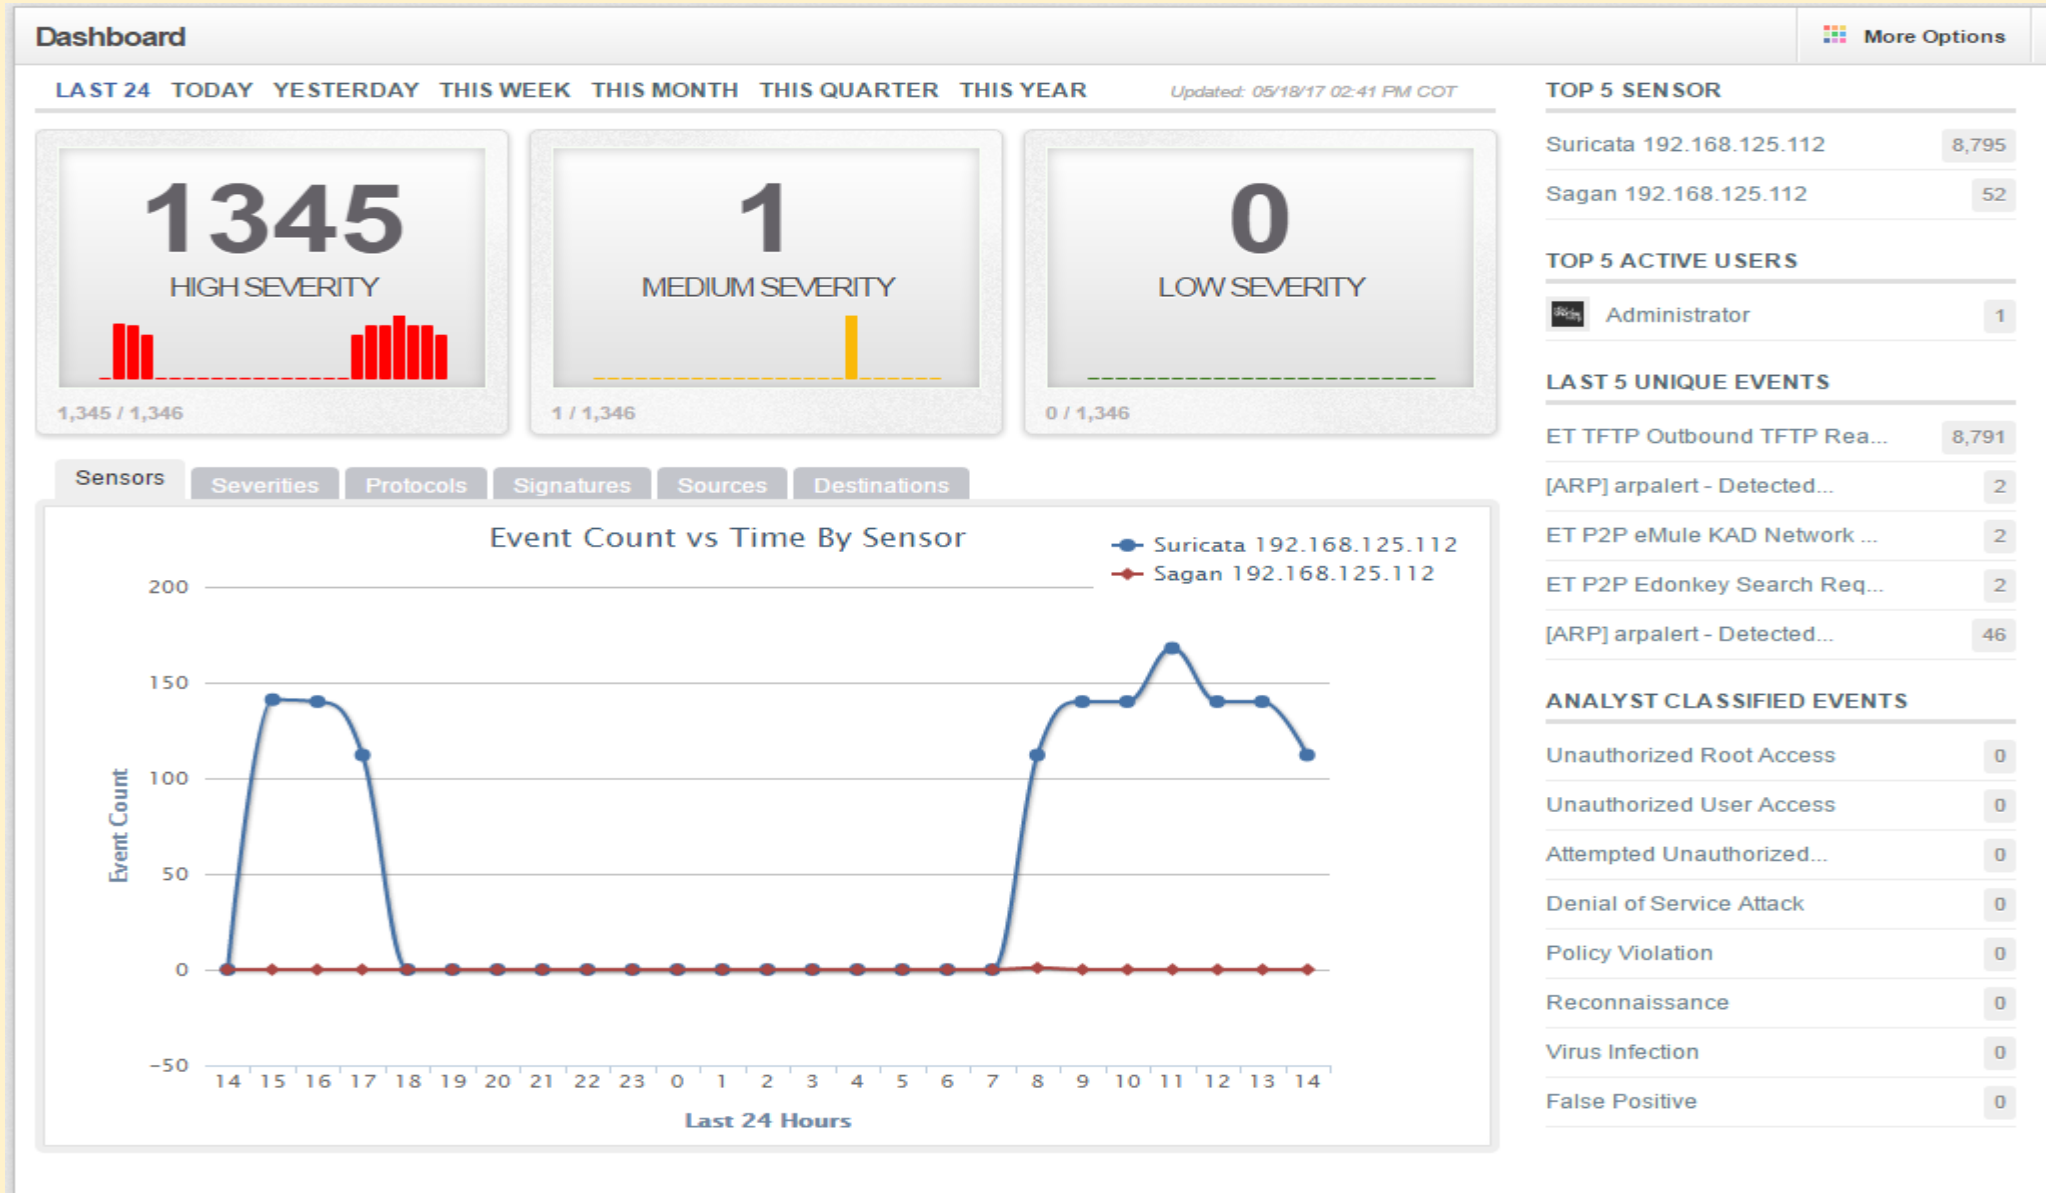 Dashboard
More Options
LAST 24 TODAY YESTERDAY THIS WEEK THIS MONTH THIS QUARTER THIS YEAR
Updated: 05/18/17 02:41 PM COT
1345
HIGH SEVERITY
1,345 / 1,346
1
MEDIUM SEVERITY
1 / 1,346
0
LOW SEVERITY
0 / 1,346
Sensors Severities Protocols Signatures Sources Destinations
Event Count vs Time By Sensor
Suricata 192.168.125.112
Sagan 192.168.125.112
200
150
100
50
0
-50
Event Count
14 15 16 17 18 19 20 21 22 23 0 1 2 3 4 5 6 7 8 9 10 11 12 13 14
Last 24 Hours
TOP 5 SENSOR
Suricata 192.168.125.112 8,795
Sagan 192.168.125.112 52
TOP 5 ACTIVE USERS
Administrator 1
LAST 5 UNIQUE EVENTS
ET TFTP Outbound TFTP Rea... 8,791
[ARP] arpalert - Detected... 2
ET P2P eMule KAD Network ... 2
ET P2P Edonkey Search Req... 2
[ARP] arpalert - Detected... 46
ANALYST CLASSIFIED EVENTS
Unauthorized Root Access 0
Unauthorized User Access 0
Attempted Unauthorized... 0
Denial of Service Attack 0
Policy Violation 0
Reconnaissance 0
Virus Infection 0
False Positive 0